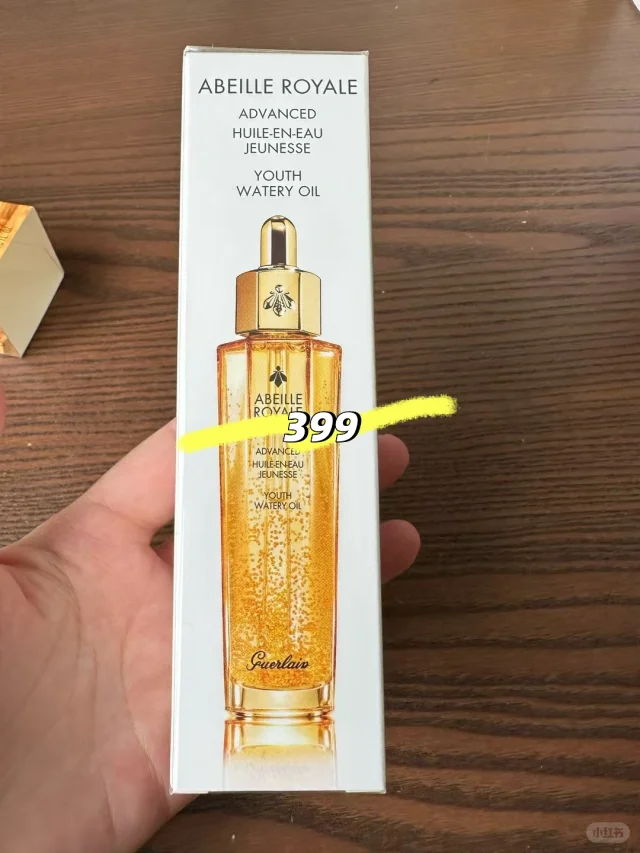 ABEILLE ROYALE
ADVANCED
HUILE-EN-EAU
JEUNESSE
YOUTH
WATERY OIL
ABEILLE
ROYALE
399
ADVANCED
HUILE-EN-EAU
JEUNESSE
YOUTH
WATERY OIL
Guerlain
小红书